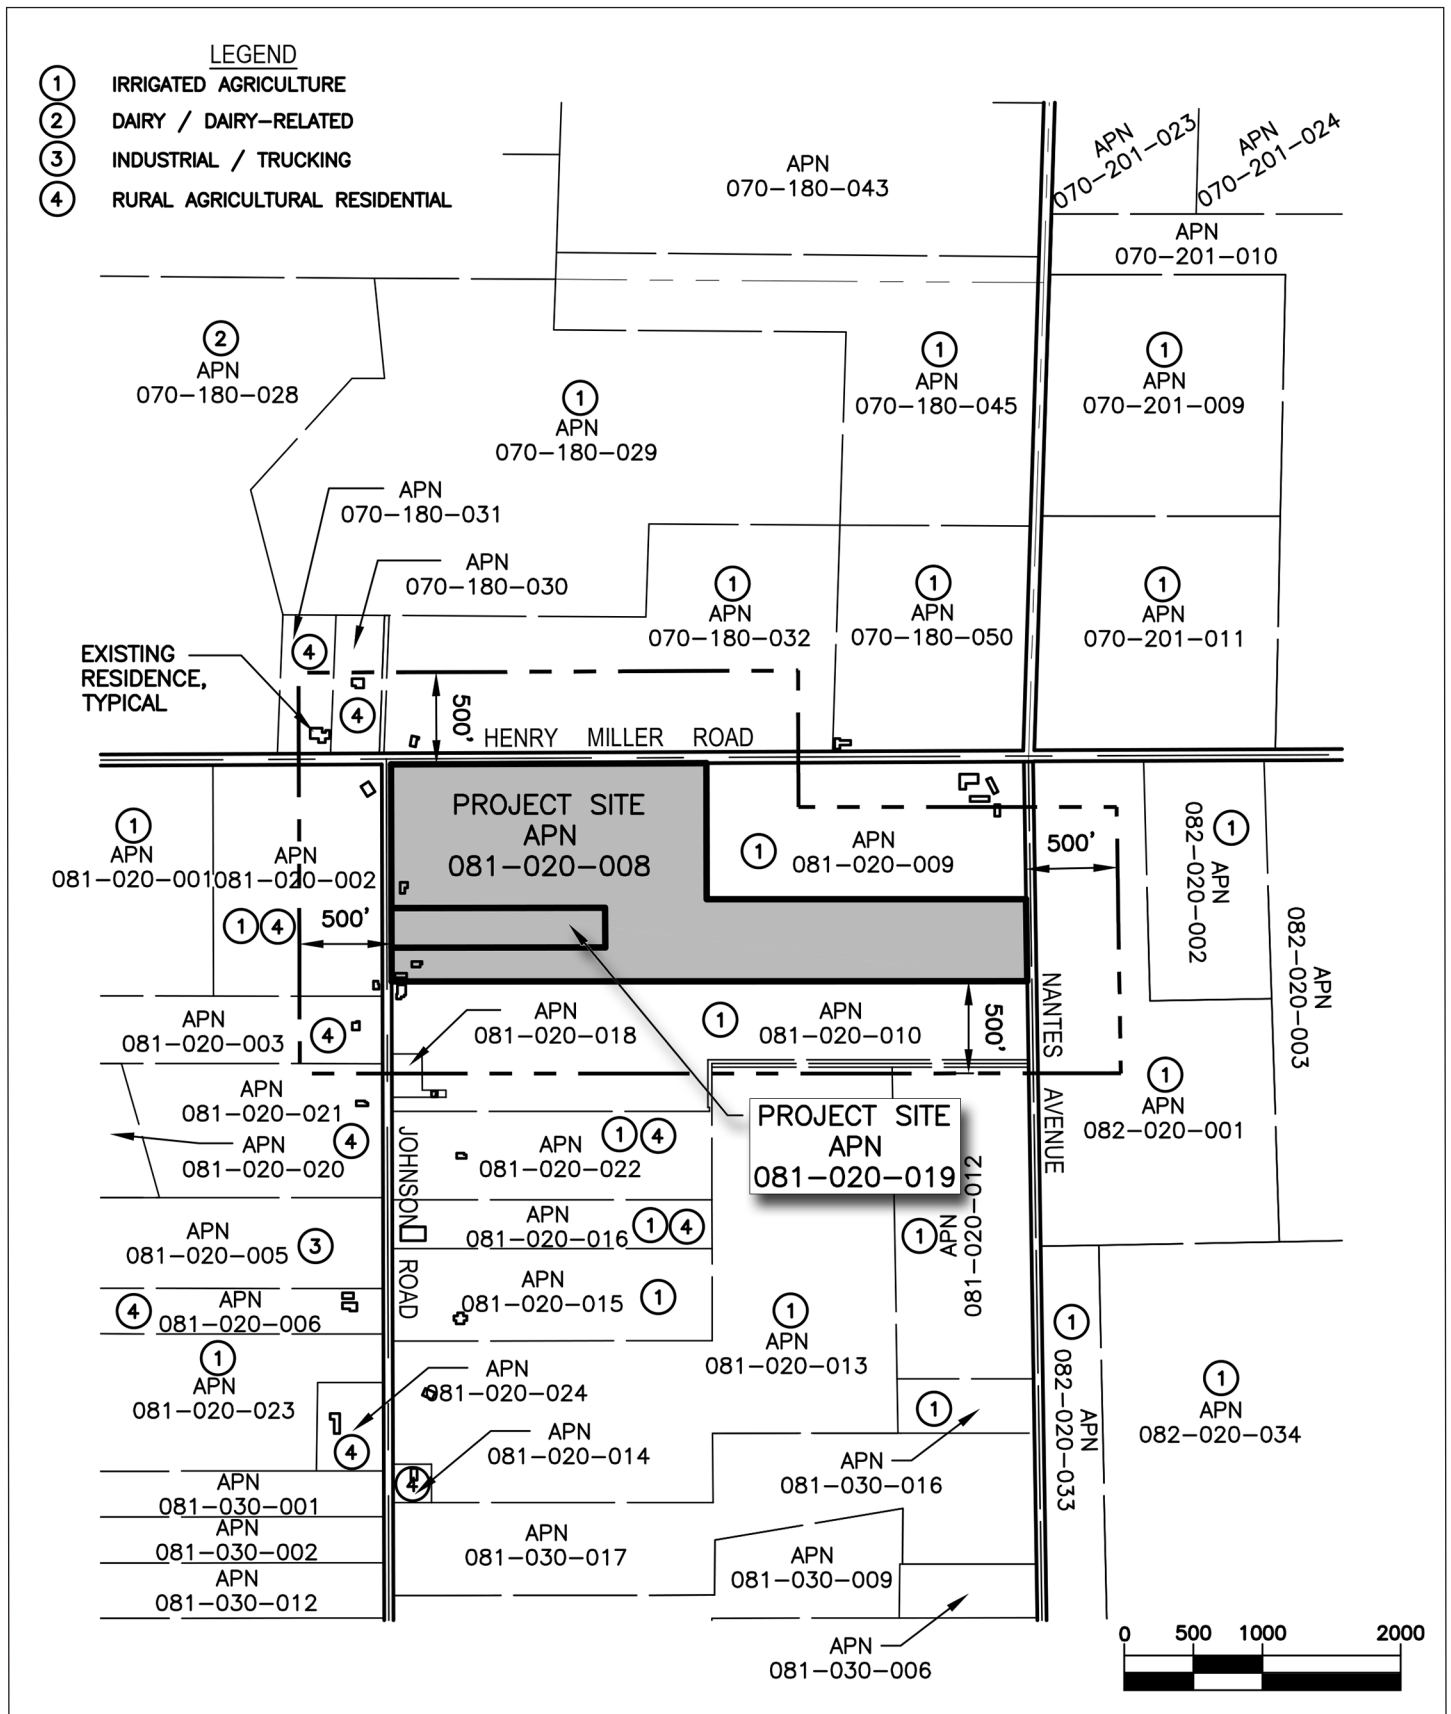 LEGEND
1 IRRIGATED AGRICULTURE
2 DAIRY / DAIRY-RELATED
3 INDUSTRIAL / TRUCKING
4 RURAL AGRICULTURAL RESIDENTIAL
APN
070-180-043
APN
070-201-023
APN
070-201-024
APN
070-201-010
2
APN
070-180-028
1
APN
070-180-029
1
APN
070-180-045
1
APN
070-201-009
APN
070-180-031
APN
070-180-030
1
APN
070-180-032
1
APN
070-180-050
1
APN
070-201-011
EXISTING
RESIDENCE,
TYPICAL
4
4
500'
HENRY MILLER ROAD
PROJECT SITE
APN
081-020-008
1
APN
081-020-001
APN
081-020-002
1 4
500'
1
APN
081-020-009
500'
1
APN
082-020-002
APN
082-020-003
APN
081-020-003
4
APN
081-020-018
1
APN
081-020-010
500'
NANTES AVENUE
1
APN
082-020-001
APN
081-020-021
APN
081-020-020
4
JOHNSON ROAD
1 4
APN
081-020-022
PROJECT SITE
APN
081-020-019
1
APN
081-020-012
APN
081-020-005
3
APN
081-020-016
1 4
4
APN
081-020-006
APN
081-020-015
1
1
APN
081-020-013
1
APN
082-020-033
1
APN
081-020-023
APN
081-020-024
4
1
APN
082-020-034
APN
081-020-014
4
APN
081-030-016
APN
081-030-001
APN
081-030-002
APN
081-030-012
APN
081-030-017
APN
081-030-009
APN
081-030-006
0 500 1000 2000